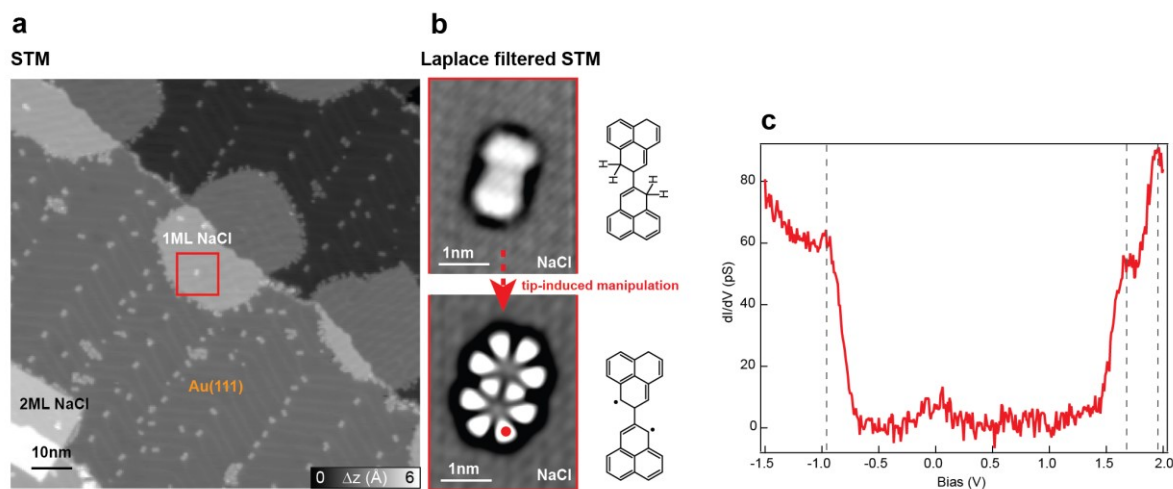 a
STM
1ML NaCl
Au(111)
2ML NaCl
10nm
0 Δz (Å) 6
b
Laplace filtered STM
1nm
NaCl
H
H
H
H
tip-induced manipulation
1nm
NaCl
c
dI/dV (pS)
80
60
40
20
0
-1.5 -1.0 -0.5 0.0 0.5 1.0 1.5 2.0
Bias (V)